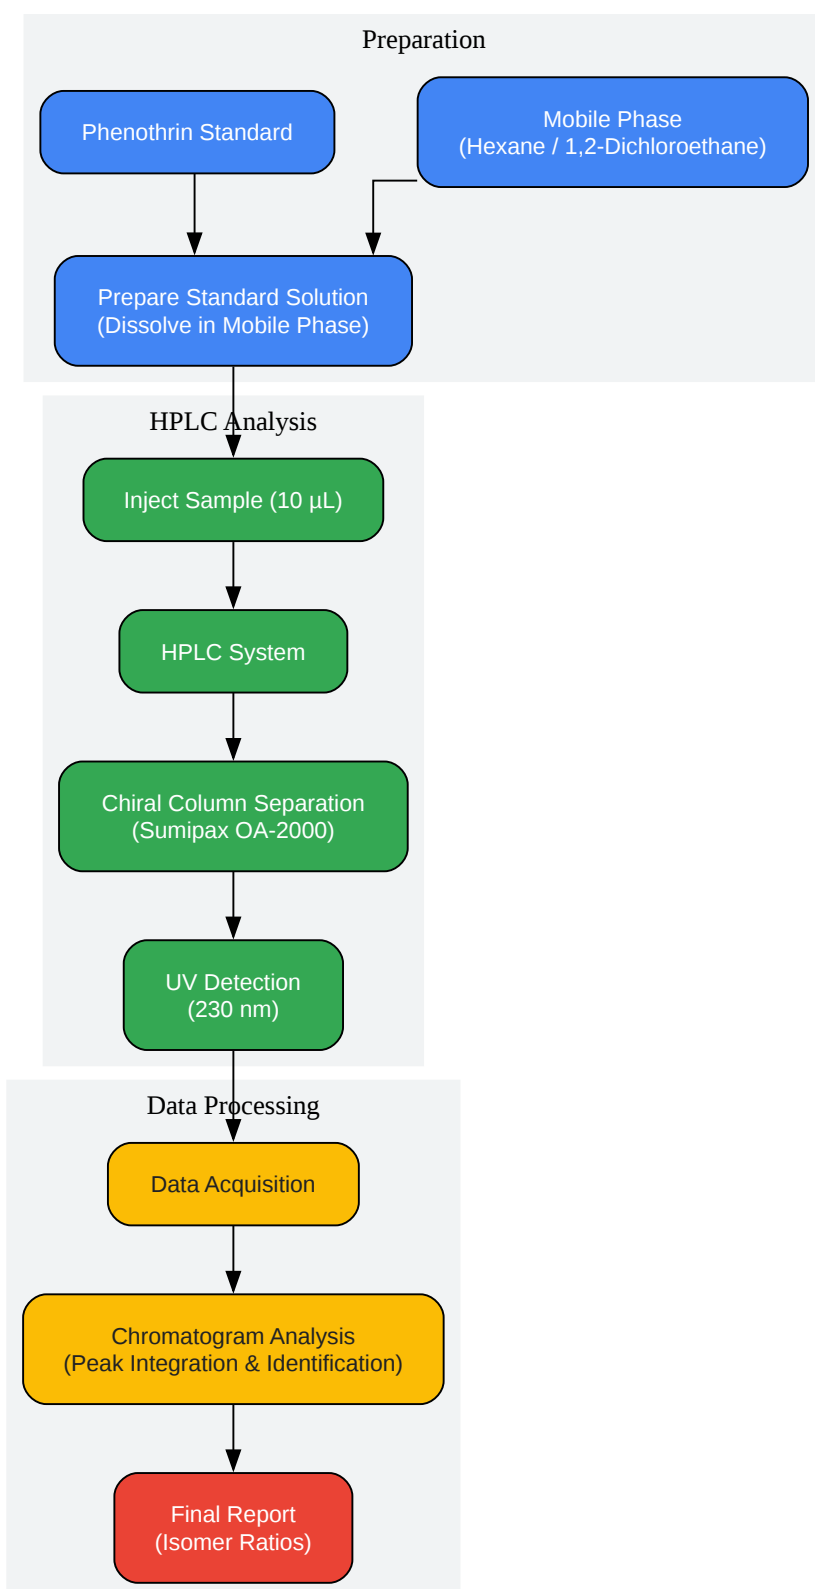 Preparation
Phenothrin Standard
Mobile Phase
(Hexane / 1,2-Dichloroethane)
Prepare Standard Solution
(Dissolve in Mobile Phase)
HPLC Analysis
Inject Sample (10 µL)
HPLC System
Chiral Column Separation
(Sumipax OA-2000)
UV Detection
(230 nm)
Data Processing
Data Acquisition
Chromatogram Analysis
(Peak Integration & Identification)
Final Report
(Isomer Ratios)